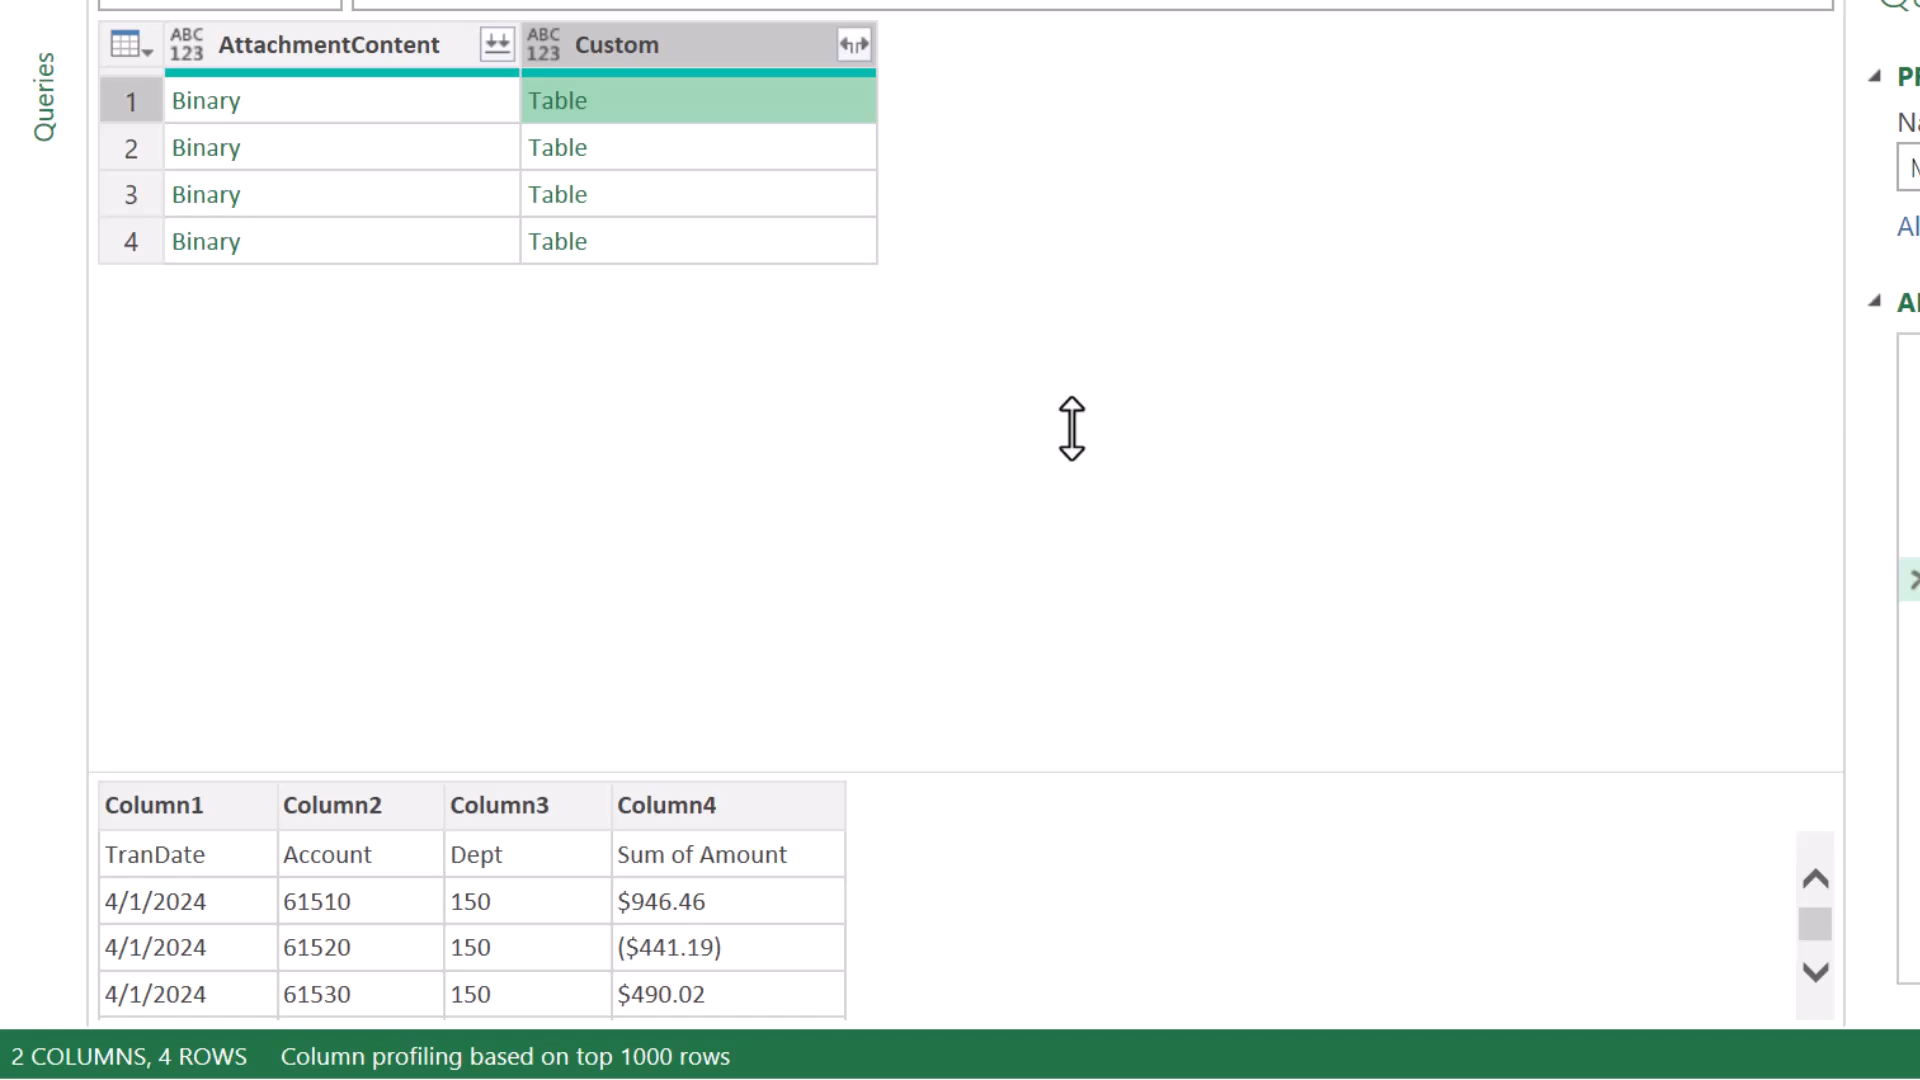 Queries
ABC 123 AttachmentContent ABC 123 Custom
1 Binary Table
2 Binary Table
3 Binary Table
4 Binary Table
Column1 Column2 Column3 Column4
TranDate Account Dept Sum of Amount
4/1/2024 61510 150 $946.46
4/1/2024 61520 150 ($441.19)
4/1/2024 61530 150 $490.02
2 COLUMNS, 4 ROWS Column profiling based on top 1000 rows